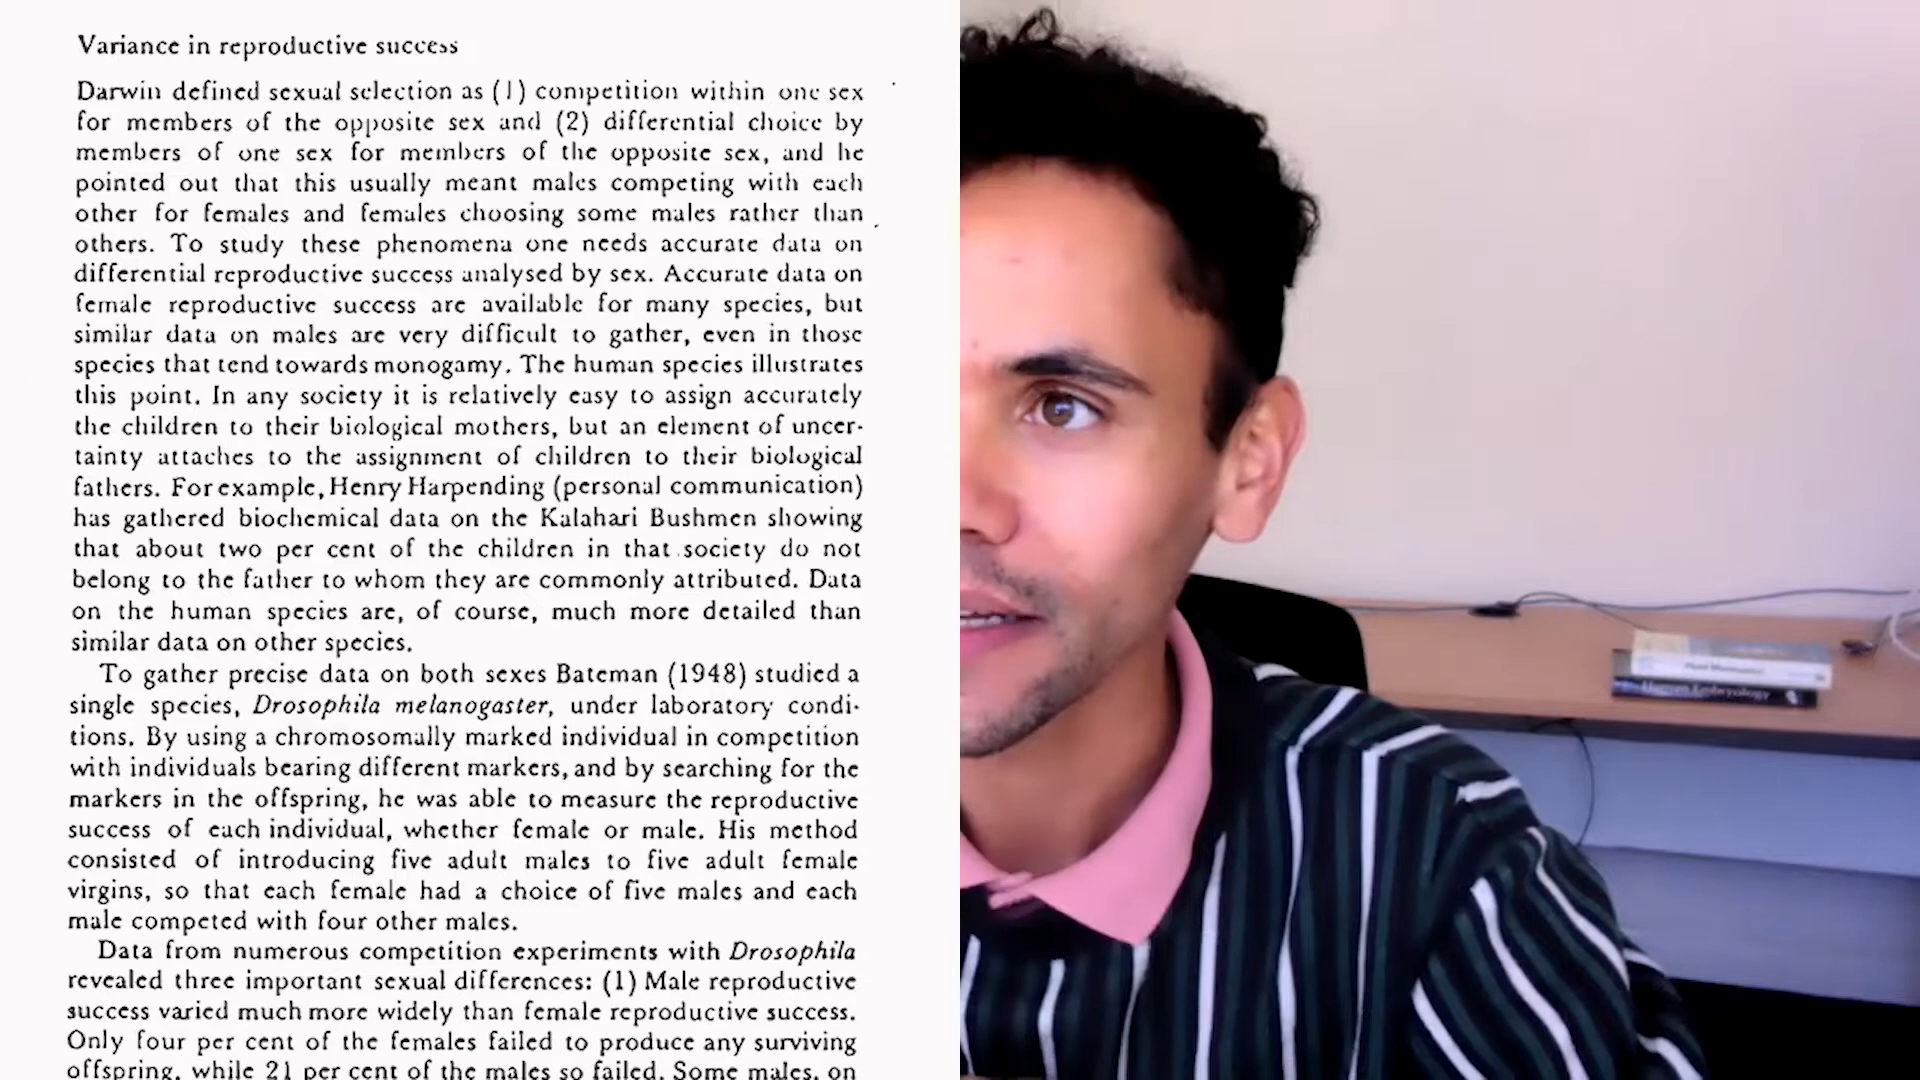 Variance in reproductive success
Darwin defined sexual selection as (1) competition within one sex
for members of the opposite sex and (2) differential choice by
members of one sex for members of the opposite sex, and he
pointed out that this usually meant males competing with each
other for females and females choosing some males rather than
others. To study these phenomena one needs accurate data on
differential reproductive success analysed by sex. Accurate data on
female reproductive success are available for many species, but
similar data on males are very difficult to gather, even in those
species that tend towards monogamy. The human species illustrates
this point. In any society it is relatively easy to assign accurately
the children to their biological mothers, but an element of uncer-
tainty attaches to the assignment of children to their biological
fathers. For example, Henry Harpending (personal communication)
has gathered biochemical data on the Kalahari Bushmen showing
that about two per cent of the children in that society do not
belong to the father to whom they are commonly attributed. Data
on the human species are, of course, much more detailed than
similar data on other species.
To gather precise data on both sexes Bateman (1948) studied a
single species, Drosophila melanogaster, under laboratory condi-
tions. By using a chromosomally marked individual in competition
with individuals bearing different markers, and by searching for the
markers in the offspring, he was able to measure the reproductive
success of each individual, whether female or male. His method
consisted of introducing five adult males to five adult female
virgins, so that each female had a choice of five males and each
male competed with four other males.
Data from numerous competition experiments with Drosophila
revealed three important sexual differences: (1) Male reproductive
success varied much more widely than female reproductive success.
Only four per cent of the females failed to produce any surviving
offspring, while 21 per cent of the males so failed. Some males, on
Human Embryology